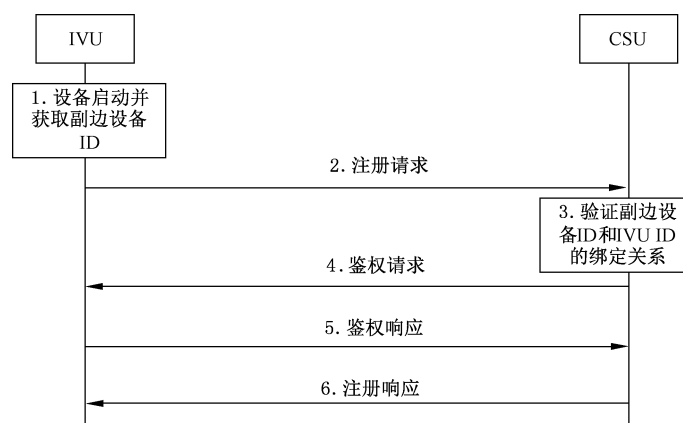 IVU
CSU
1. 设备启动并
获取副边设备
ID
2. 注册请求
3. 验证副边设
备ID和IVU ID
的绑定关系
4. 鉴权请求
5. 鉴权响应
6. 注册响应